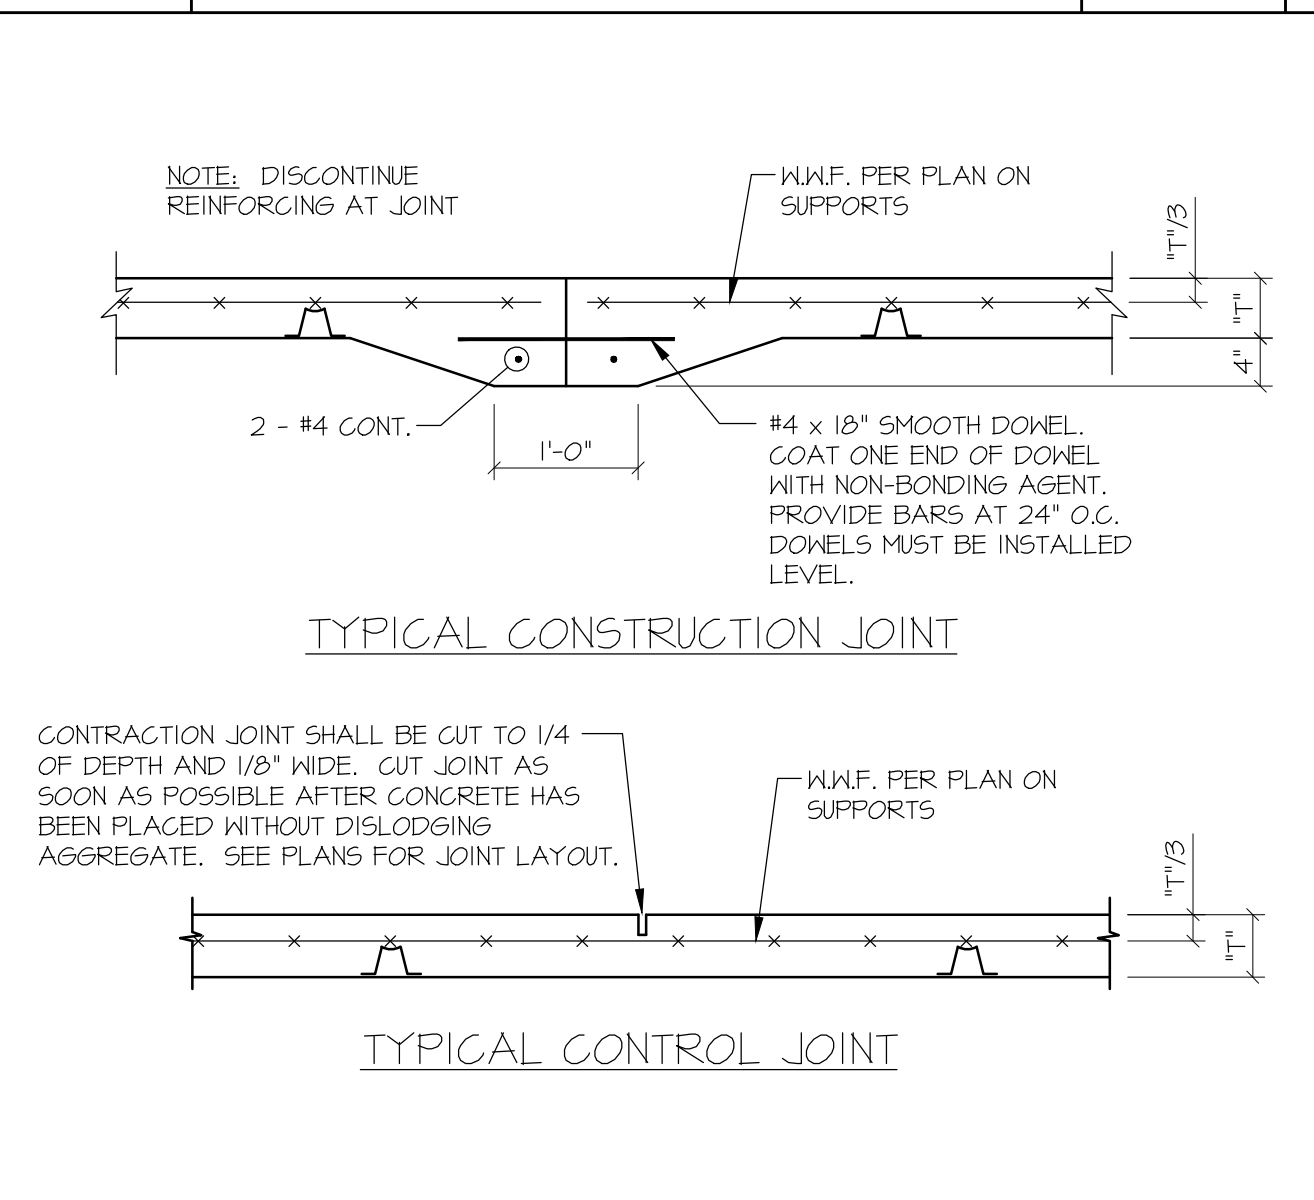 NOTE: DISCONTINUE
REINFORCING AT JOINT
W.W.F. PER PLAN ON
SUPPORTS
"T"/3
"T"
4"
2 - #4 CONT.
1'-0"
#4 x 18" SMOOTH DOWEL.
COAT ONE END OF DOWEL
WITH NON-BONDING AGENT.
PROVIDE BARS AT 24" O.C.
DOWELS MUST BE INSTALLED
LEVEL.
TYPICAL CONSTRUCTION JOINT
CONTRACTION JOINT SHALL BE CUT TO 1/4
OF DEPTH AND 1/8" WIDE. CUT JOINT AS
SOON AS POSSIBLE AFTER CONCRETE HAS
BEEN PLACED WITHOUT DISLODGING
AGGREGATE. SEE PLANS FOR JOINT LAYOUT.
W.W.F. PER PLAN ON
SUPPORTS
"T"/3
"T"
TYPICAL CONTROL JOINT